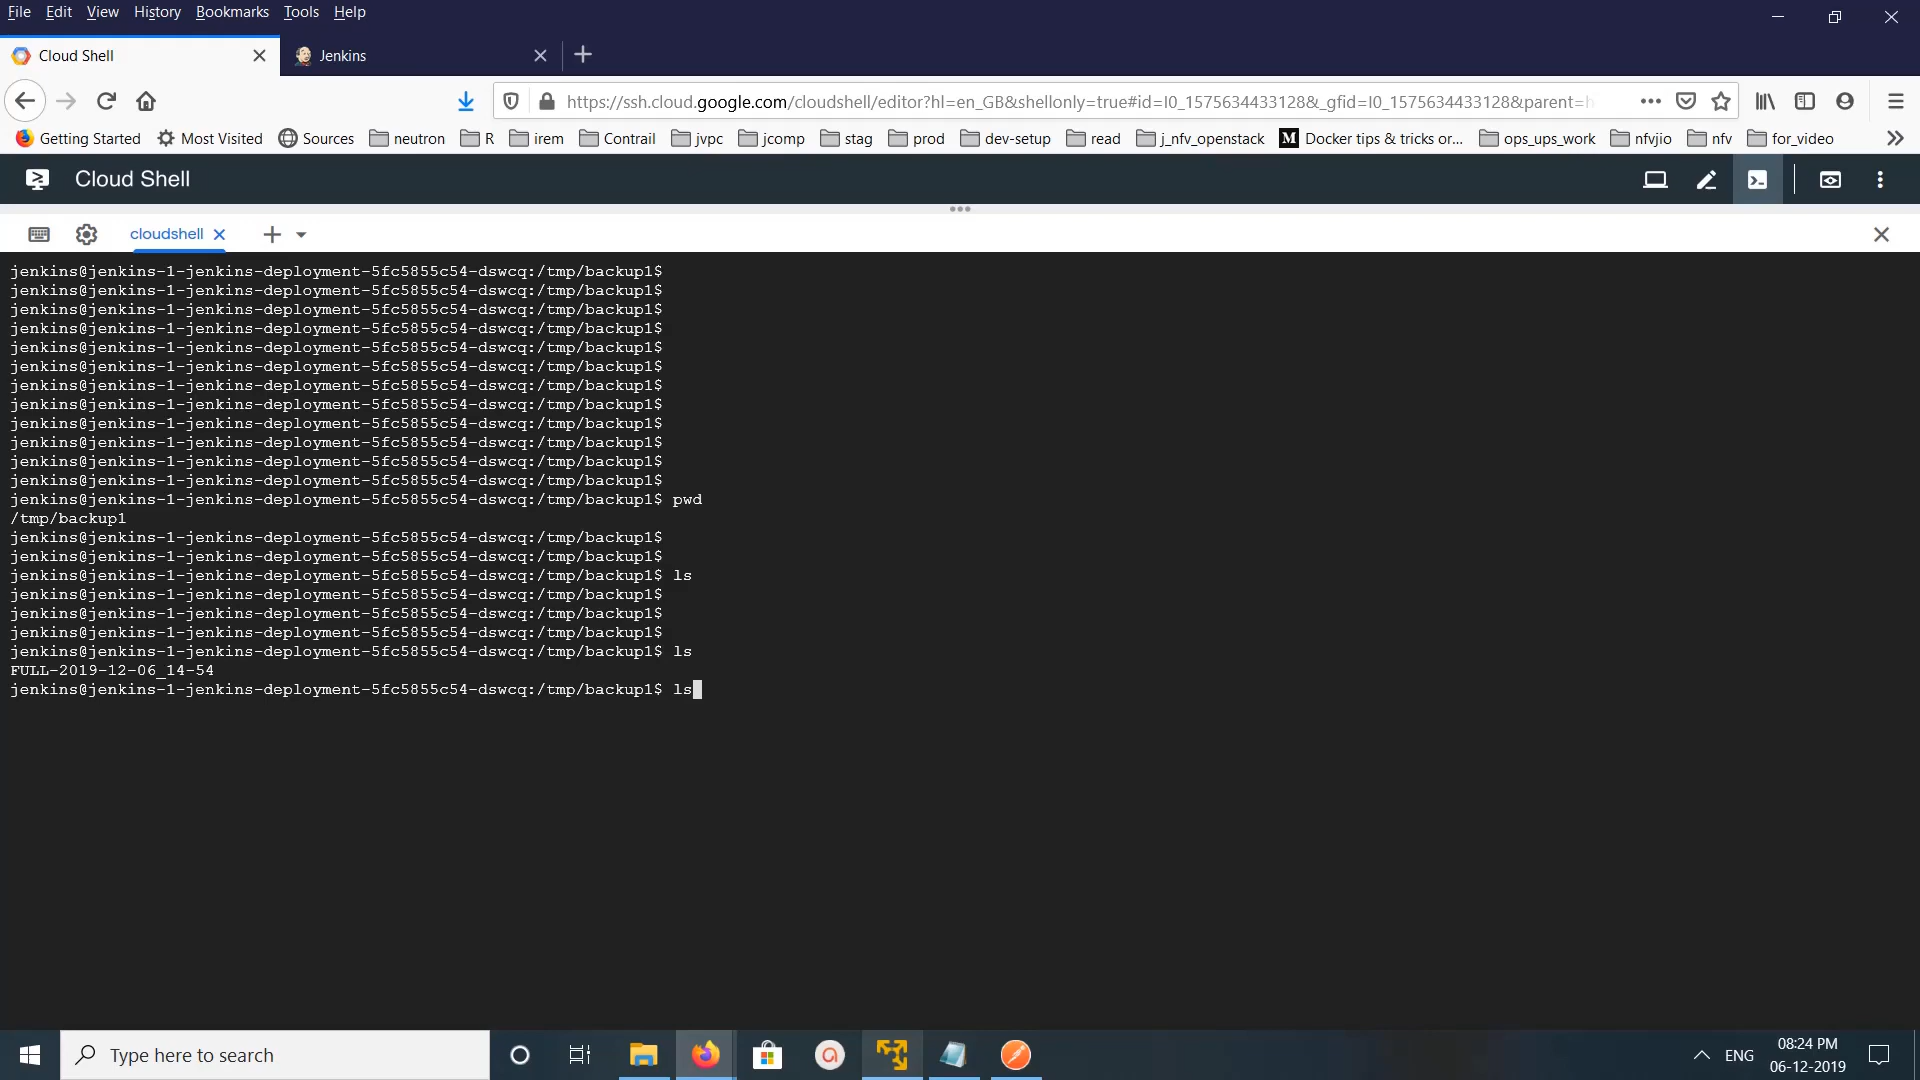 File Edit View History Bookmarks Tools Help
Cloud Shell
Jenkins
https://ssh.cloud.google.com/cloudshell/editor?hl=en_GB&shellonly=true#id=I0_1575634433128&_gfid=I0_1575634433128&parent=h
Getting Started Most Visited Sources neutron R irem Contrail jvpc jcomp stag prod dev-setup read j_nfv_openstack M Docker tips & tricks or... ops_ups_work nfvjio nfv for_video
Cloud Shell
cloudshell
jenkins@jenkins-1-jenkins-deployment-5fc5855c54-dswcq:/tmp/backup1$
jenkins@jenkins-1-jenkins-deployment-5fc5855c54-dswcq:/tmp/backup1$
jenkins@jenkins-1-jenkins-deployment-5fc5855c54-dswcq:/tmp/backup1$
jenkins@jenkins-1-jenkins-deployment-5fc5855c54-dswcq:/tmp/backup1$
jenkins@jenkins-1-jenkins-deployment-5fc5855c54-dswcq:/tmp/backup1$
jenkins@jenkins-1-jenkins-deployment-5fc5855c54-dswcq:/tmp/backup1$
jenkins@jenkins-1-jenkins-deployment-5fc5855c54-dswcq:/tmp/backup1$
jenkins@jenkins-1-jenkins-deployment-5fc5855c54-dswcq:/tmp/backup1$
jenkins@jenkins-1-jenkins-deployment-5fc5855c54-dswcq:/tmp/backup1$
jenkins@jenkins-1-jenkins-deployment-5fc5855c54-dswcq:/tmp/backup1$
jenkins@jenkins-1-jenkins-deployment-5fc5855c54-dswcq:/tmp/backup1$
jenkins@jenkins-1-jenkins-deployment-5fc5855c54-dswcq:/tmp/backup1$
jenkins@jenkins-1-jenkins-deployment-5fc5855c54-dswcq:/tmp/backup1$ pwd
/tmp/backup1
jenkins@jenkins-1-jenkins-deployment-5fc5855c54-dswcq:/tmp/backup1$
jenkins@jenkins-1-jenkins-deployment-5fc5855c54-dswcq:/tmp/backup1$
jenkins@jenkins-1-jenkins-deployment-5fc5855c54-dswcq:/tmp/backup1$ ls
jenkins@jenkins-1-jenkins-deployment-5fc5855c54-dswcq:/tmp/backup1$
jenkins@jenkins-1-jenkins-deployment-5fc5855c54-dswcq:/tmp/backup1$
jenkins@jenkins-1-jenkins-deployment-5fc5855c54-dswcq:/tmp/backup1$
jenkins@jenkins-1-jenkins-deployment-5fc5855c54-dswcq:/tmp/backup1$ ls
FULL-2019-12-06_14-54
jenkins@jenkins-1-jenkins-deployment-5fc5855c54-dswcq:/tmp/backup1$ ls
Type here to search
ENG
08:24 PM
06-12-2019